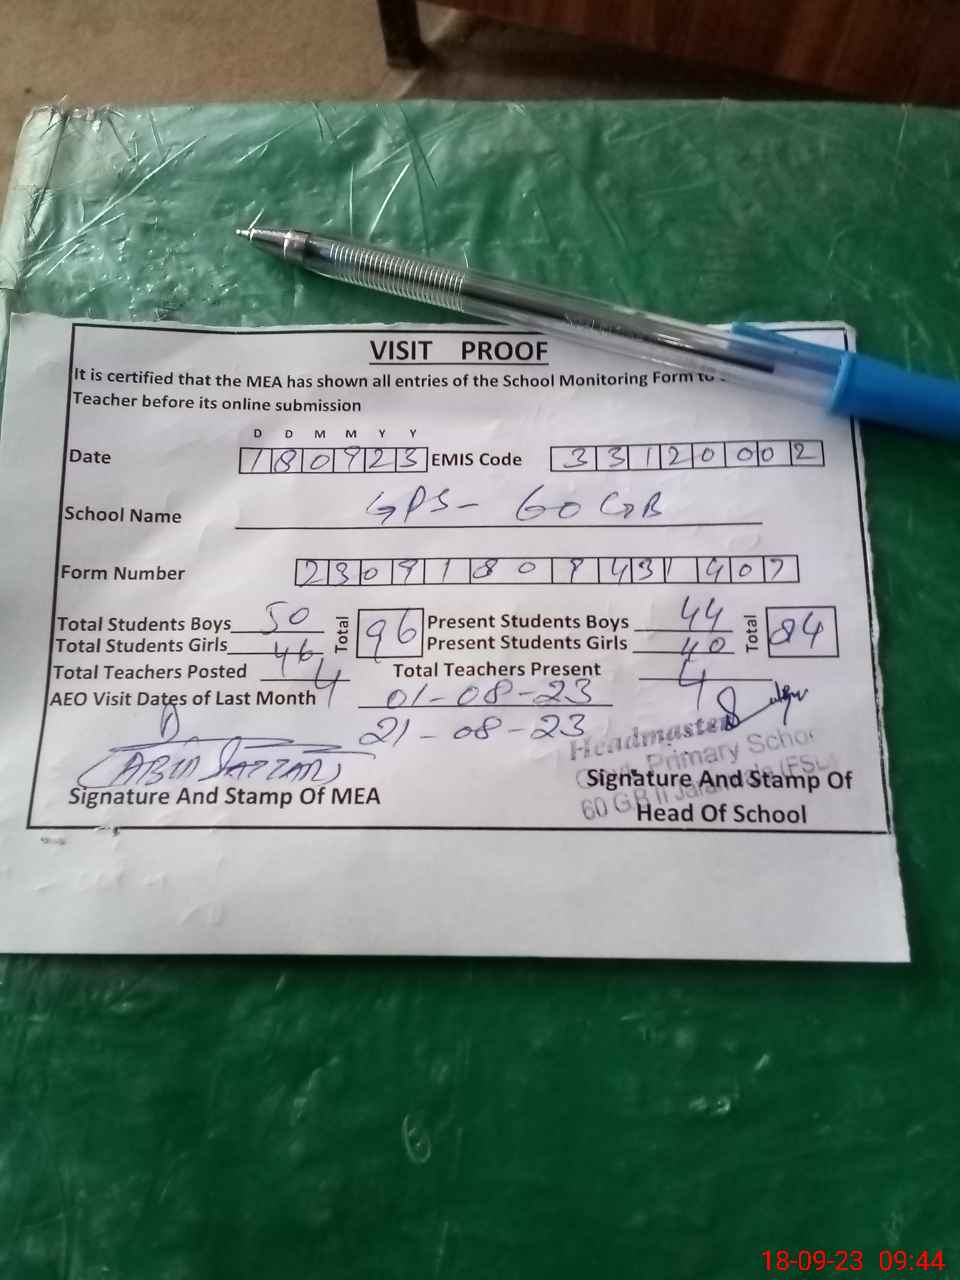 VISIT PROOF
It is certified that the MEA has shown all entries of the School Monitoring Form to
Teacher before its online submission
D D M M Y Y
Date 180923 EMIS Code 33120002
School Name GPS- 60 GB
Form Number
Total Students Boys 50 Total 96 Present Students Boys 44 Total 84
Total Students Girls 46 Present Students Girls 40
Total Teachers Posted 4 Total Teachers Present 4
AEO Visit Dates of Last Month 01-08-23
21-08-23
Headmaster
Primary Schoo
60 G.B II
Signature And Stamp Of MEA
Signature And Stamp Of
Head Of School
18-09-23 09:44